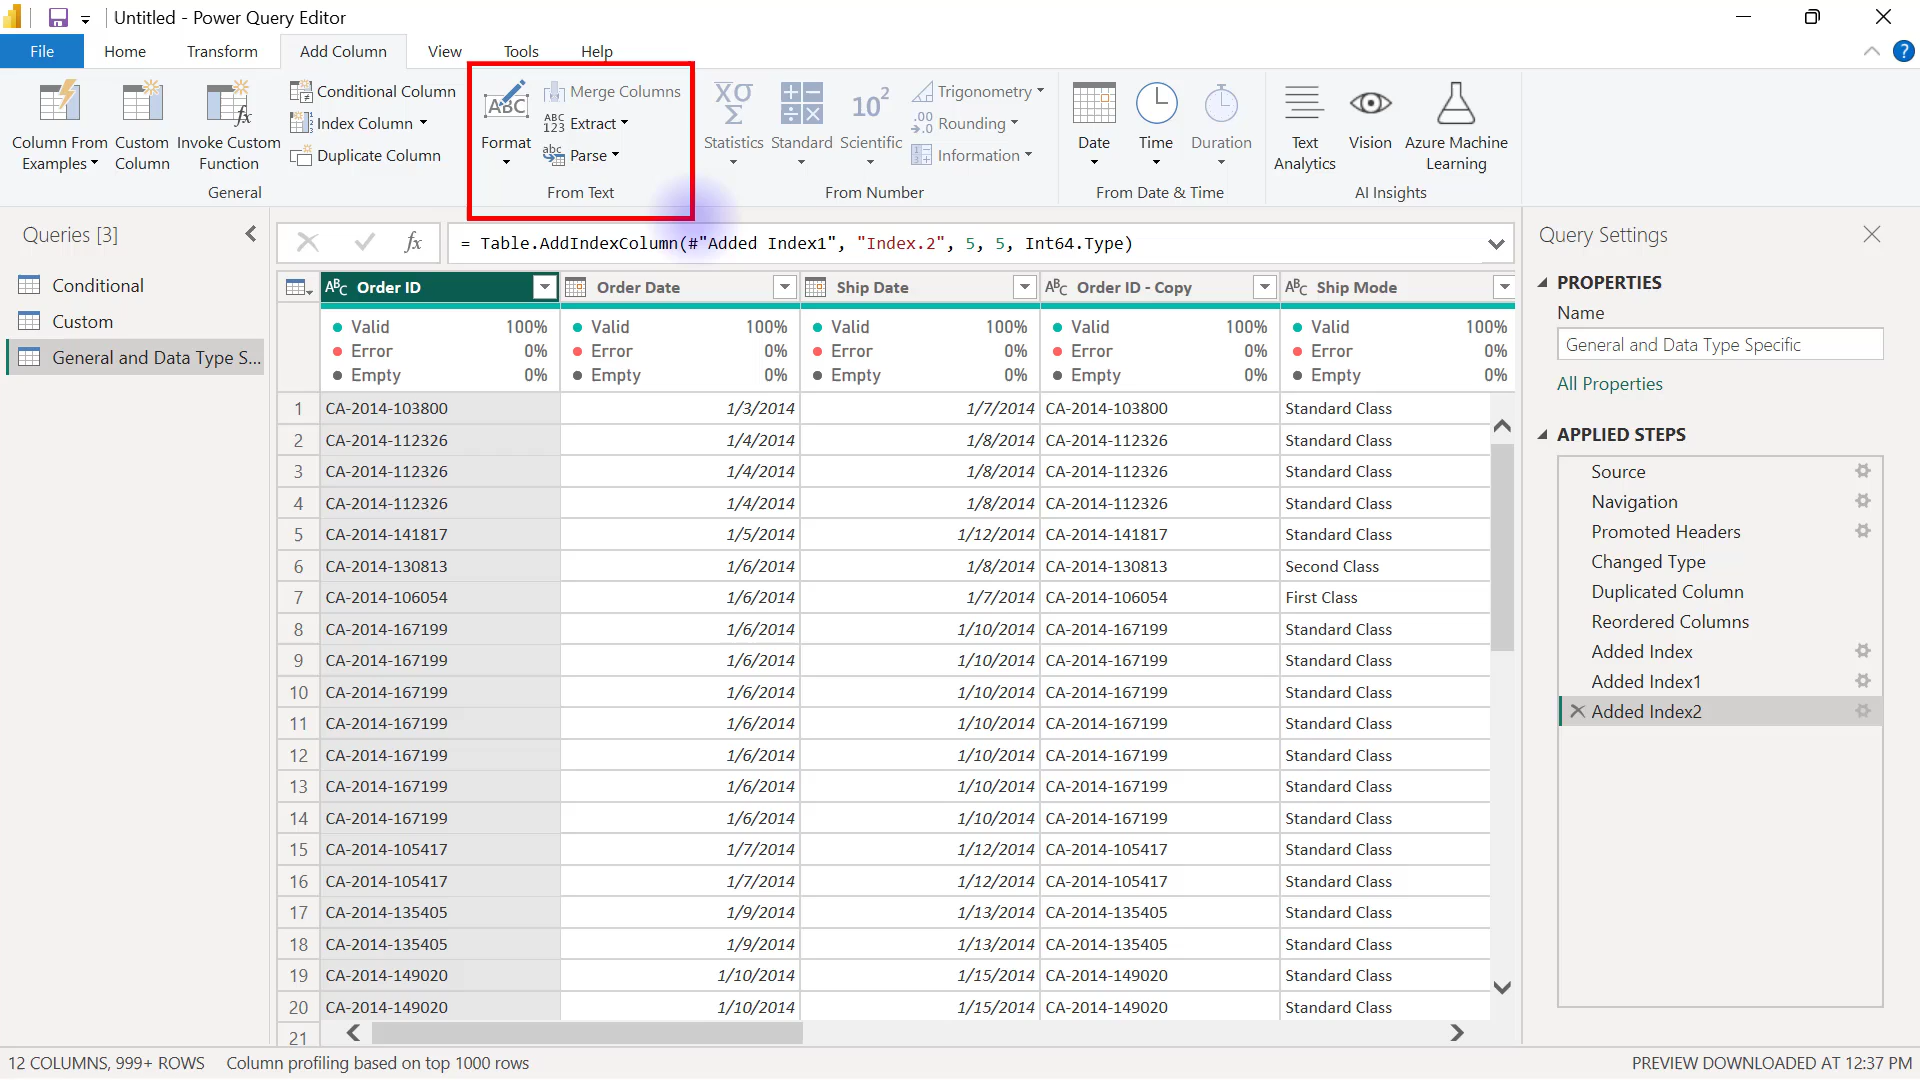 Untitled - Power Query Editor
File Home Transform Add Column View Tools Help
Column From Examples
Custom Column
Invoke Custom Function
Conditional Column
Index Column
Duplicate Column
General
ABC
Format
Merge Columns
ABC 123 Extract
abc Parse
From Text
XΟ Σ
Statistics
Standard
10²
Scientific
Trigonometry
.00 Rounding
Information
From Number
Date
Time
Duration
From Date & Time
Text Analytics
Vision
Azure Machine Learning
AI Insights
Queries [3]
Conditional
Custom
General and Data Type S...
fx = Table.AddIndexColumn(#"Added Index1", "Index.2", 5, 5, Int64.Type)
ABC Order ID Order Date Ship Date ABC Order ID - Copy ABC Ship Mode
Valid 100% Valid 100% Valid 100% Valid 100% Valid 100%
Error 0% Error 0% Error 0% Error 0% Error 0%
Empty 0% Empty 0% Empty 0% Empty 0% Empty 0%
1 CA-2014-103800 1/3/2014 1/7/2014 CA-2014-103800 Standard Class
2 CA-2014-112326 1/4/2014 1/8/2014 CA-2014-112326 Standard Class
3 CA-2014-112326 1/4/2014 1/8/2014 CA-2014-112326 Standard Class
4 CA-2014-112326 1/4/2014 1/8/2014 CA-2014-112326 Standard Class
5 CA-2014-141817 1/5/2014 1/12/2014 CA-2014-141817 Standard Class
6 CA-2014-130813 1/6/2014 1/8/2014 CA-2014-130813 Second Class
7 CA-2014-106054 1/6/2014 1/7/2014 CA-2014-106054 First Class
8 CA-2014-167199 1/6/2014 1/10/2014 CA-2014-167199 Standard Class
9 CA-2014-167199 1/6/2014 1/10/2014 CA-2014-167199 Standard Class
10 CA-2014-167199 1/6/2014 1/10/2014 CA-2014-167199 Standard Class
11 CA-2014-167199 1/6/2014 1/10/2014 CA-2014-167199 Standard Class
12 CA-2014-167199 1/6/2014 1/10/2014 CA-2014-167199 Standard Class
13 CA-2014-167199 1/6/2014 1/10/2014 CA-2014-167199 Standard Class
14 CA-2014-167199 1/6/2014 1/10/2014 CA-2014-167199 Standard Class
15 CA-2014-105417 1/7/2014 1/12/2014 CA-2014-105417 Standard Class
16 CA-2014-105417 1/7/2014 1/12/2014 CA-2014-105417 Standard Class
17 CA-2014-135405 1/9/2014 1/13/2014 CA-2014-135405 Standard Class
18 CA-2014-135405 1/9/2014 1/13/2014 CA-2014-135405 Standard Class
19 CA-2014-149020 1/10/2014 1/15/2014 CA-2014-149020 Standard Class
20 CA-2014-149020 1/10/2014 1/15/2014 CA-2014-149020 Standard Class
21
Query Settings
PROPERTIES
Name
General and Data Type Specific
All Properties
APPLIED STEPS
Source
Navigation
Promoted Headers
Changed Type
Duplicated Column
Reordered Columns
Added Index
Added Index1
Added Index2
12 COLUMNS, 999+ ROWS Column profiling based on top 1000 rows PREVIEW DOWNLOADED AT 12:37 PM